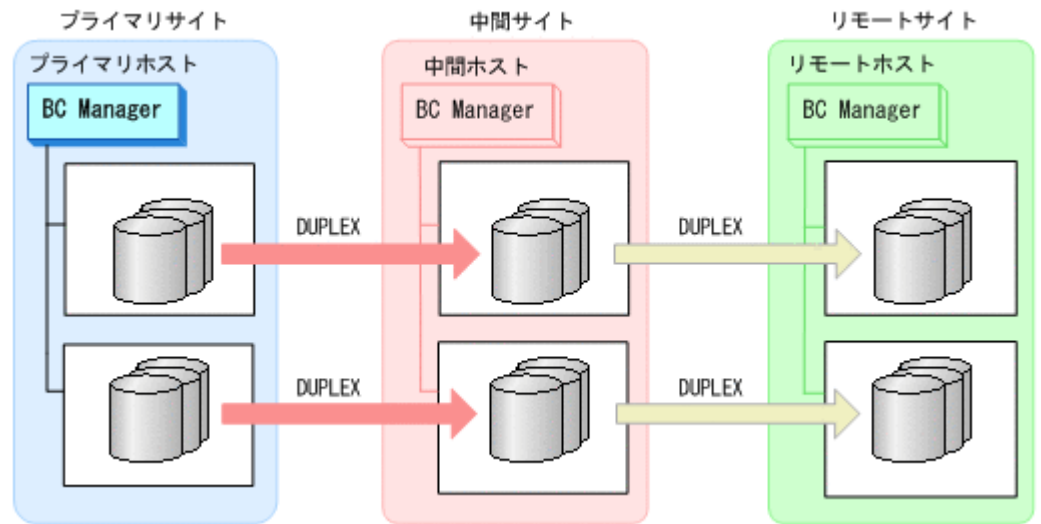 プライマリサイト
中間サイト
リモートサイト
プライマリホスト
中間ホスト
リモートホスト
BC Manager
BC Manager
BC Manager
DUPLEX
DUPLEX
DUPLEX
DUPLEX